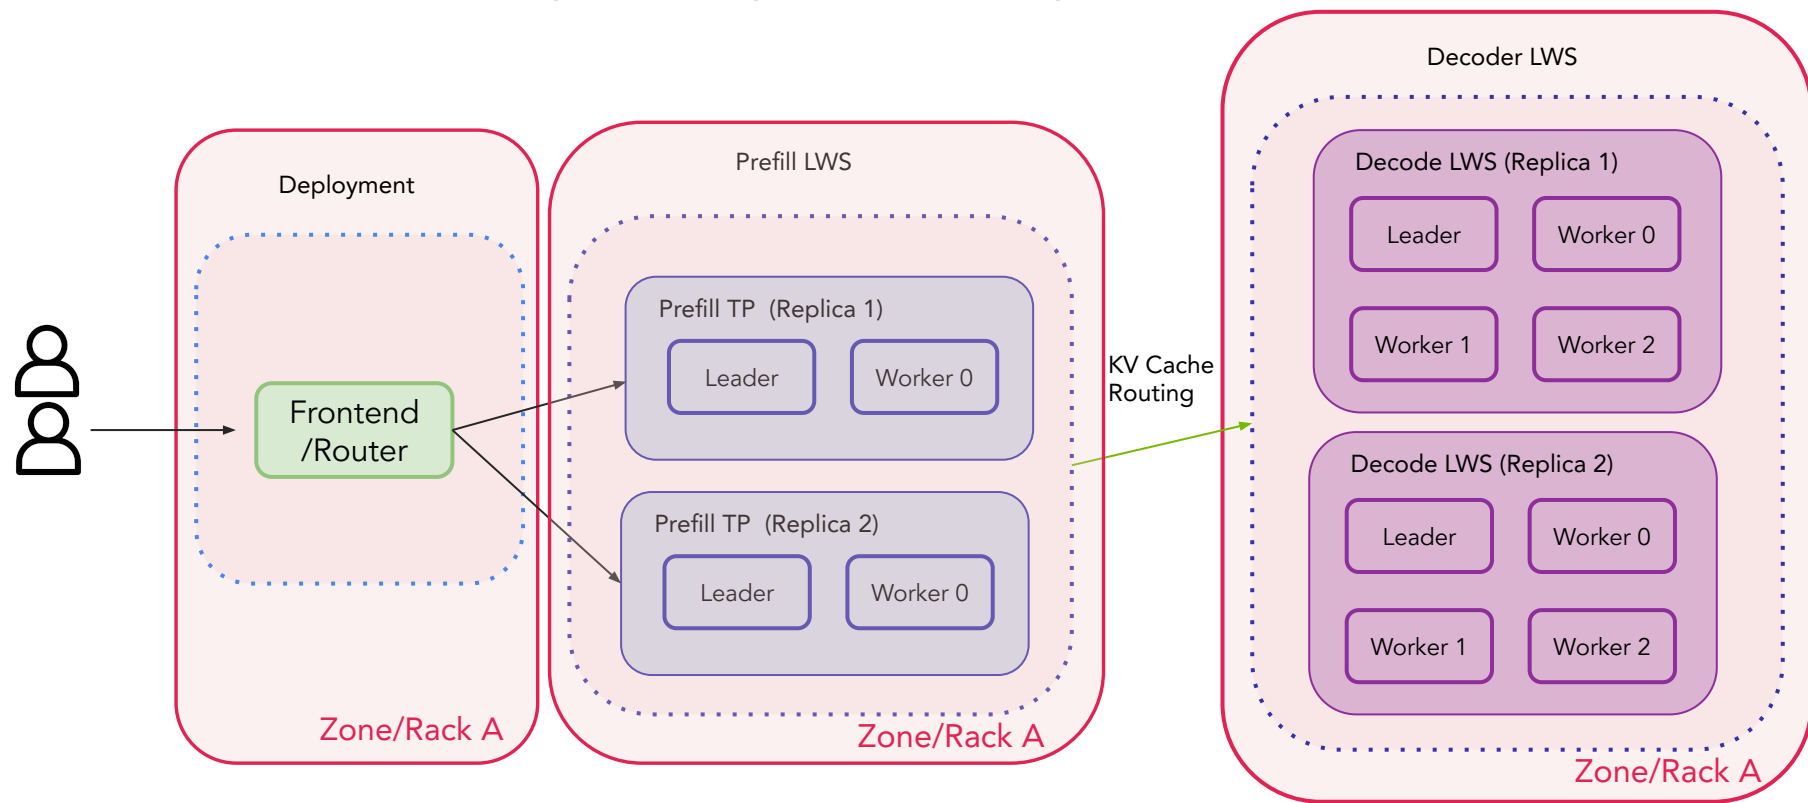 Deployment
Frontend
/Router
Zone/Rack A
Prefill LWS
Prefill TP  (Replica 1)
Leader
Worker 0
Prefill TP  (Replica 2)
Leader
Worker 0
Zone/Rack A
KV Cache
Routing
Decoder LWS
Decode LWS (Replica 1)
Leader
Worker 0
Worker 1
Worker 2
Decode LWS (Replica 2)
Leader
Worker 0
Worker 1
Worker 2
Zone/Rack A